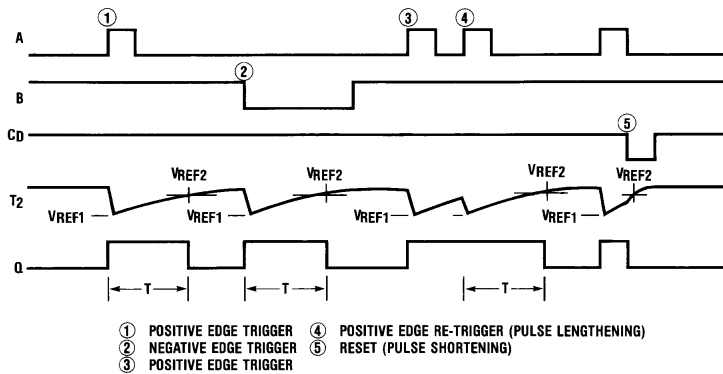 ① ③ ④
A
②
B
⑤
CD
VREF2 VREF2 VREF2 VREF2
T2
VREF1 VREF1 VREF1 VREF1
Q
T T T
① POSITIVE EDGE TRIGGER ④ POSITIVE EDGE RE-TRIGGER (PULSE LENGTHENING)
② NEGATIVE EDGE TRIGGER ⑤ RESET (PULSE SHORTENING)
③ POSITIVE EDGE TRIGGER